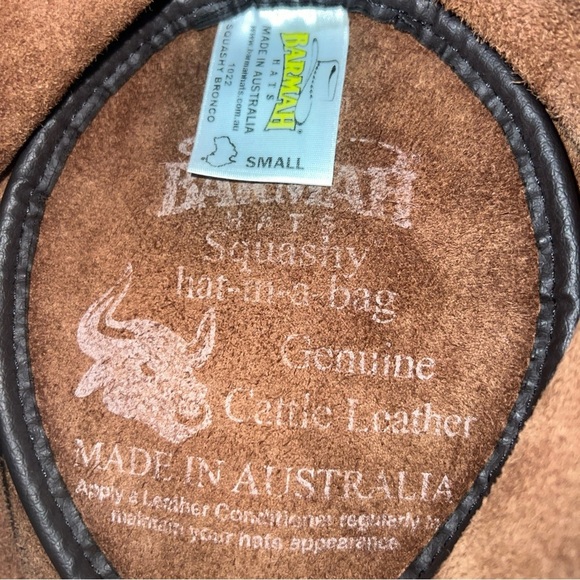 BARMAH
HATS
MADE IN AUSTRALIA
www.barmahhats.com.au
1022
SQUASHY BRONCO
SMALL
BARMAH
HATS
Squashy
hat-in-a-bag
Genuine
Cattle Leather
MADE IN AUSTRALIA
Apply a Leather Conditioner regularly to
maintain your hats appearance